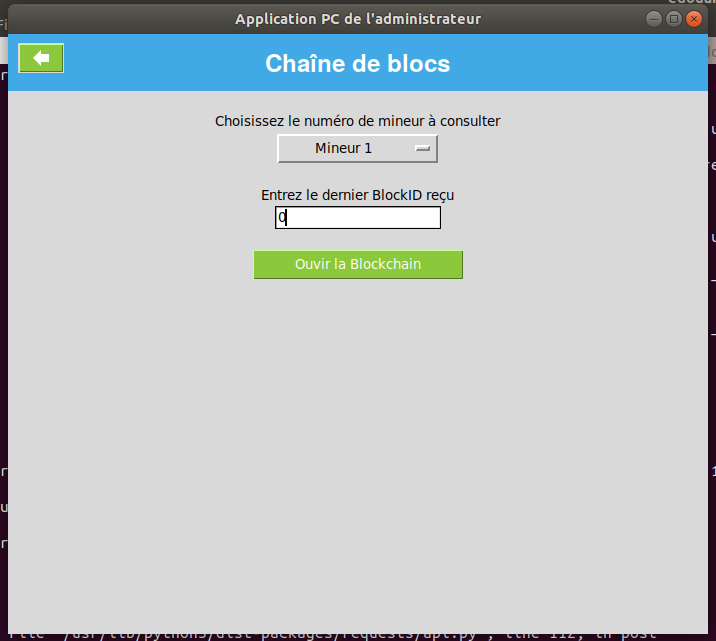 Application PC de l'administrateur
Chaîne de blocs
Choisissez le numéro de mineur à consulter
Mineur 1
Entrez le dernier BlockID reçu
0
Ouvir la Blockchain
File "/usr/lib/python3/dist-packages/requests/api.py", line 112, in post